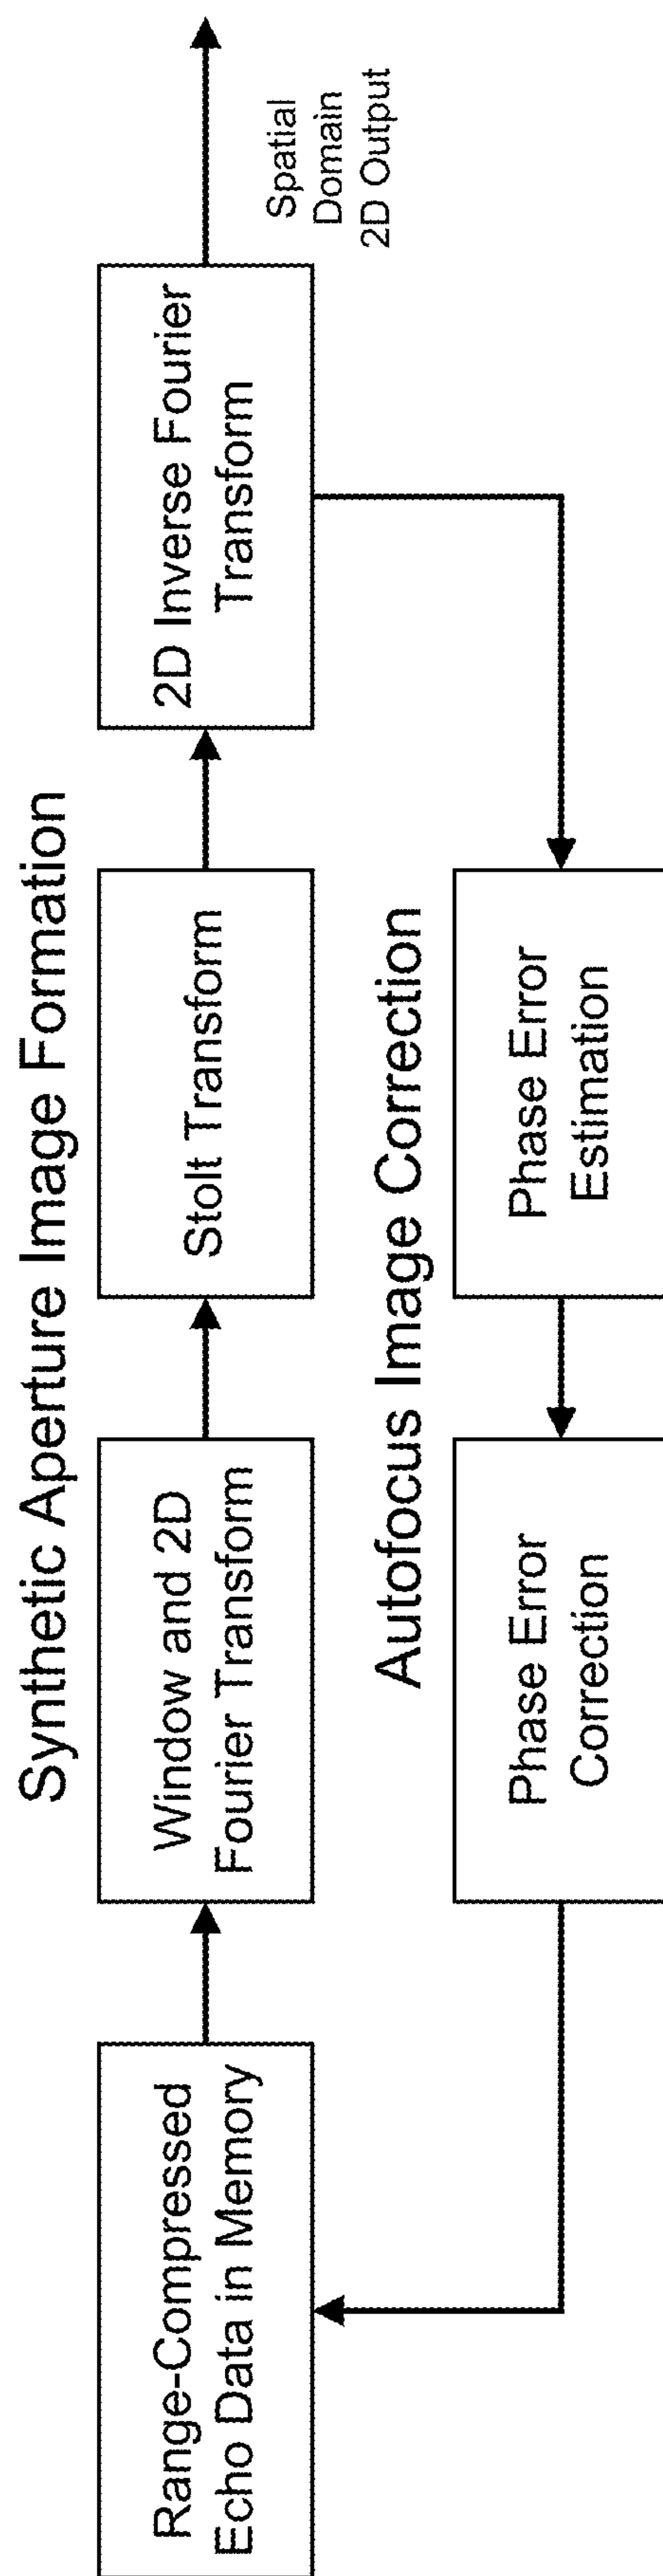 Synthetic Aperture Image Formation
Range-Compressed
Echo Data in Memory
Window and 2D
Fourier Transform
Stolt Transform
2D Inverse Fourier
Transform
Spatial
Domain
2D Output
Autofocus Image Correction
Phase Error
Correction
Phase Error
Estimation